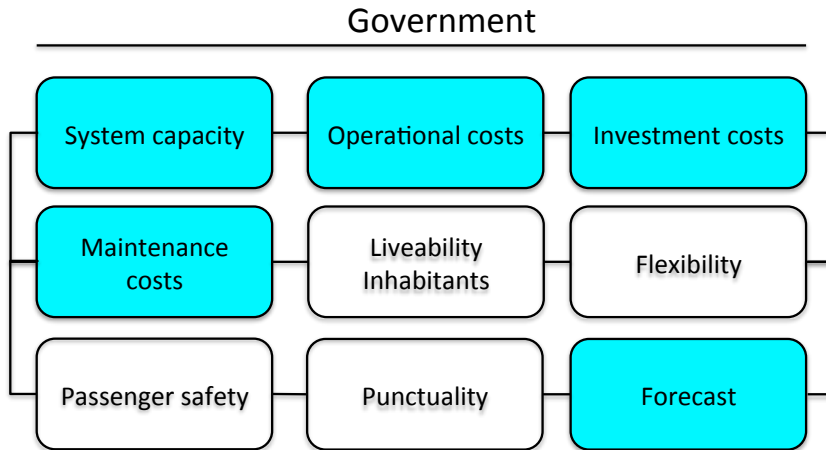 Government
System capacity
Operational costs
Investment costs
Maintenance
costs
Liveability
Inhabitants
Flexibility
Passenger safety
Punctuality
Forecast